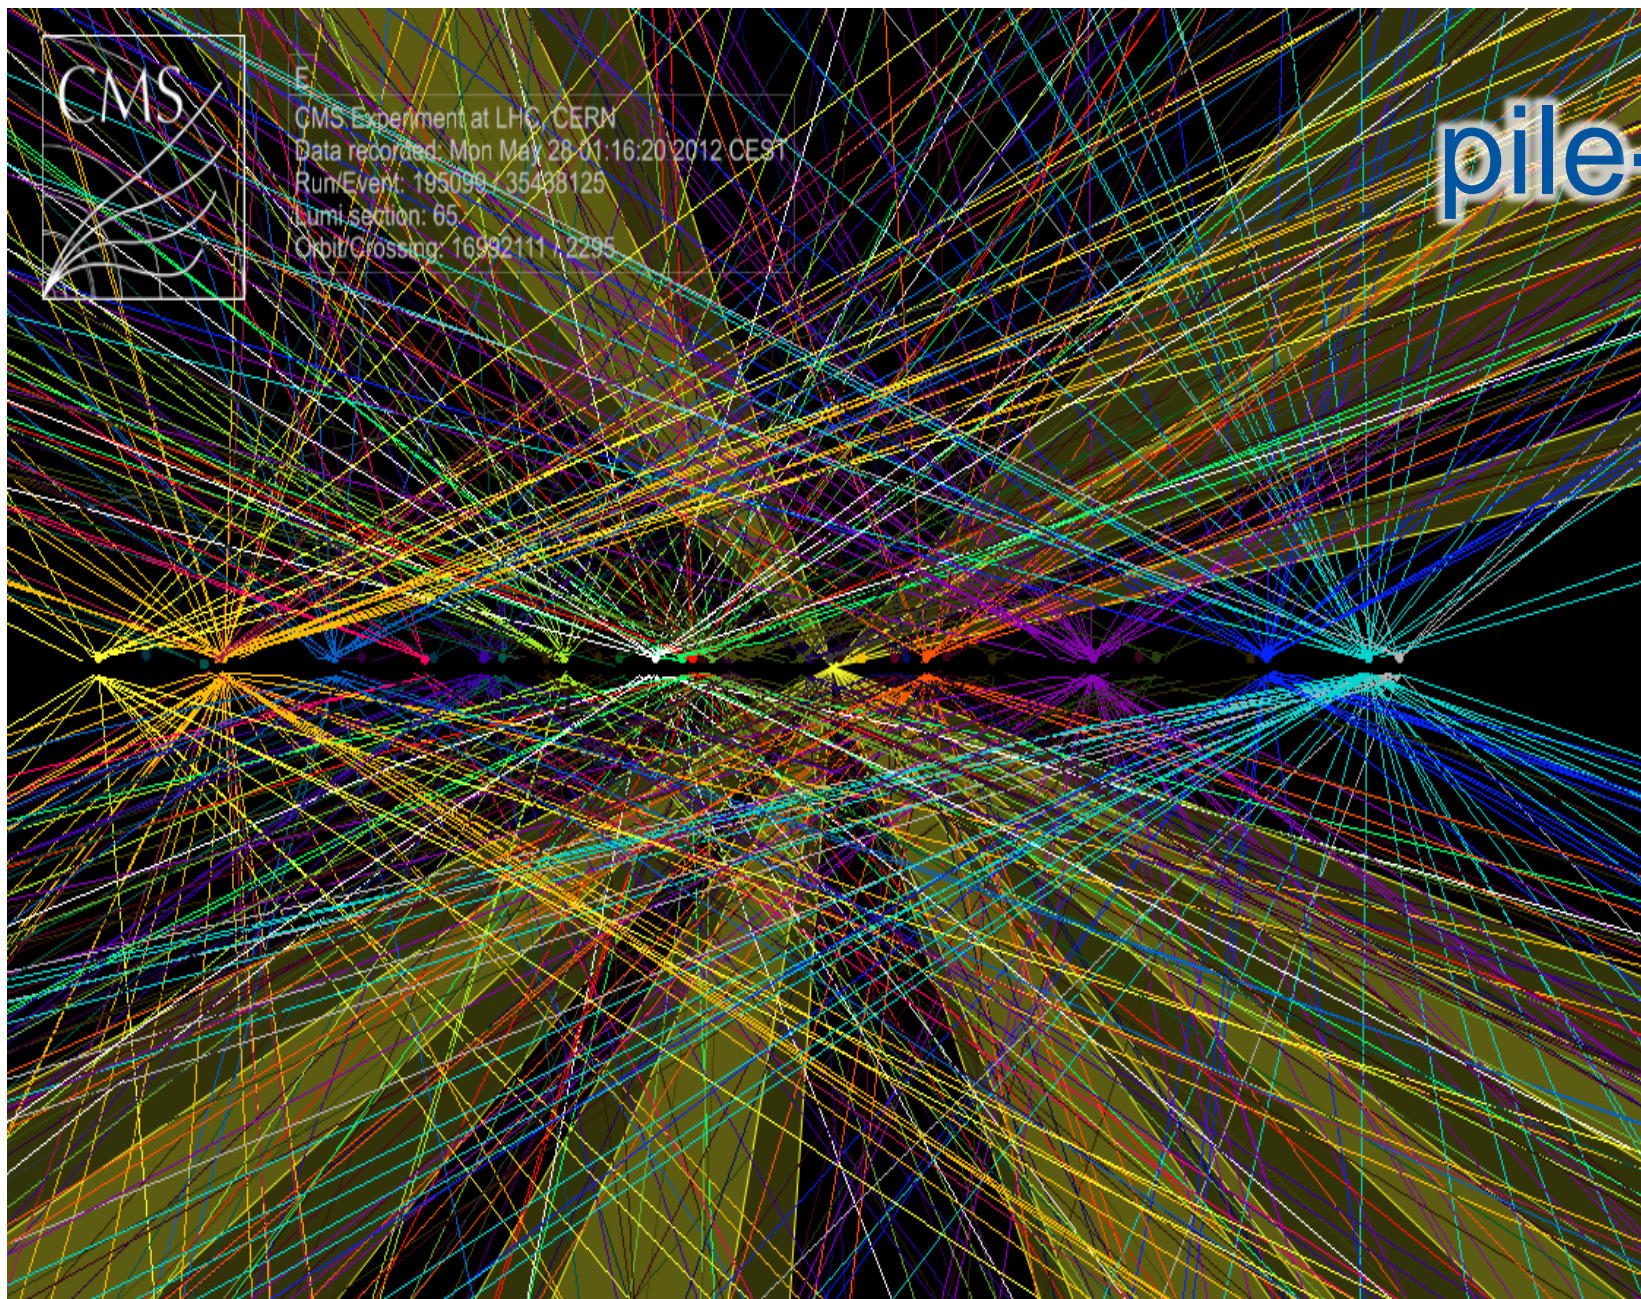 CMS
E
CMS Experiment at LHC, CERN
Data recorded: Mon May 28 01:16:20 2012 CEST
Run/Event: 195099 / 35438125
Lumi section: 65
Orbit/Crossing: 16992111 / 2295
pile-